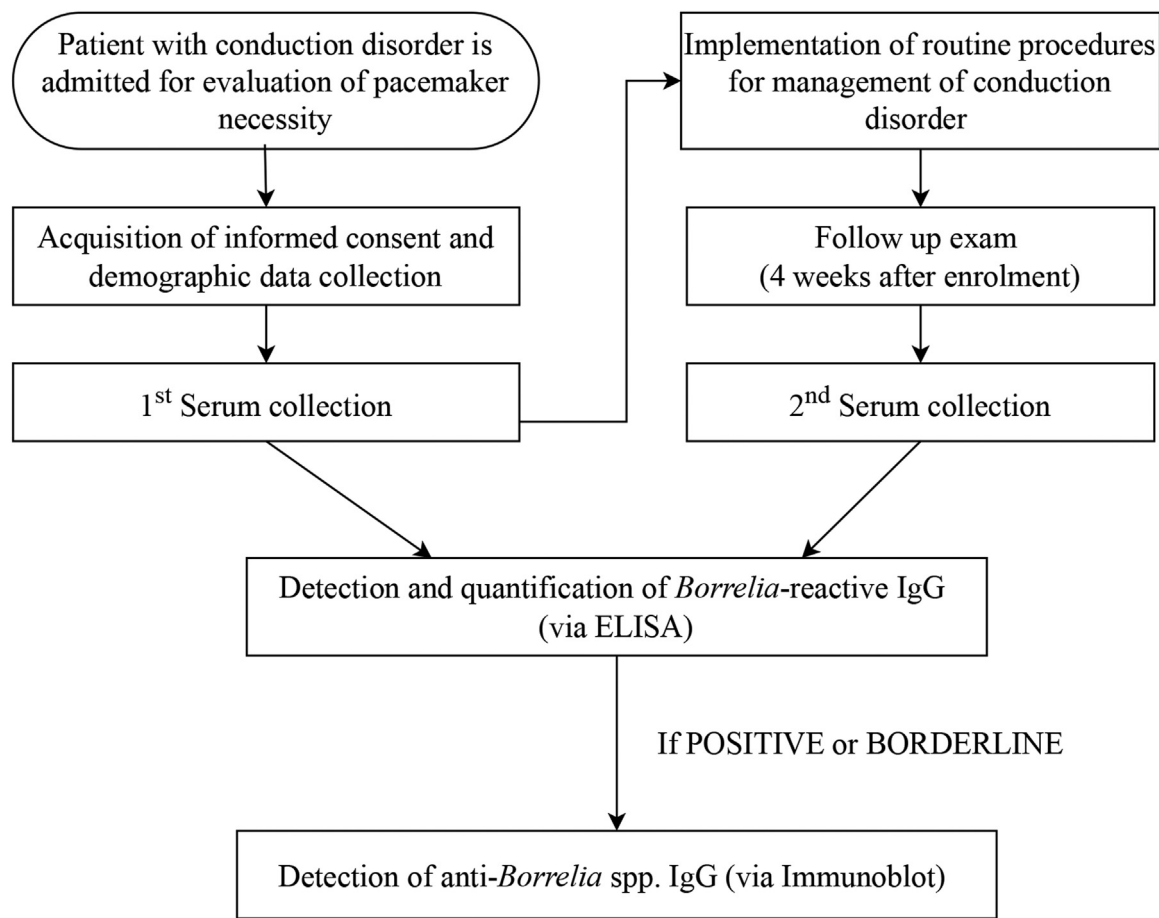 Patient with conduction disorder is
admitted for evaluation of pacemaker
necessity
Acquisition of informed consent and
demographic data collection
1st Serum collection
Implementation of routine procedures
for management of conduction
disorder
Follow up exam
(4 weeks after enrolment)
2nd Serum collection
Detection and quantification of Borrelia-reactive IgG
(via ELISA)
If POSITIVE or BORDERLINE
Detection of anti-Borrelia spp. IgG (via Immunoblot)